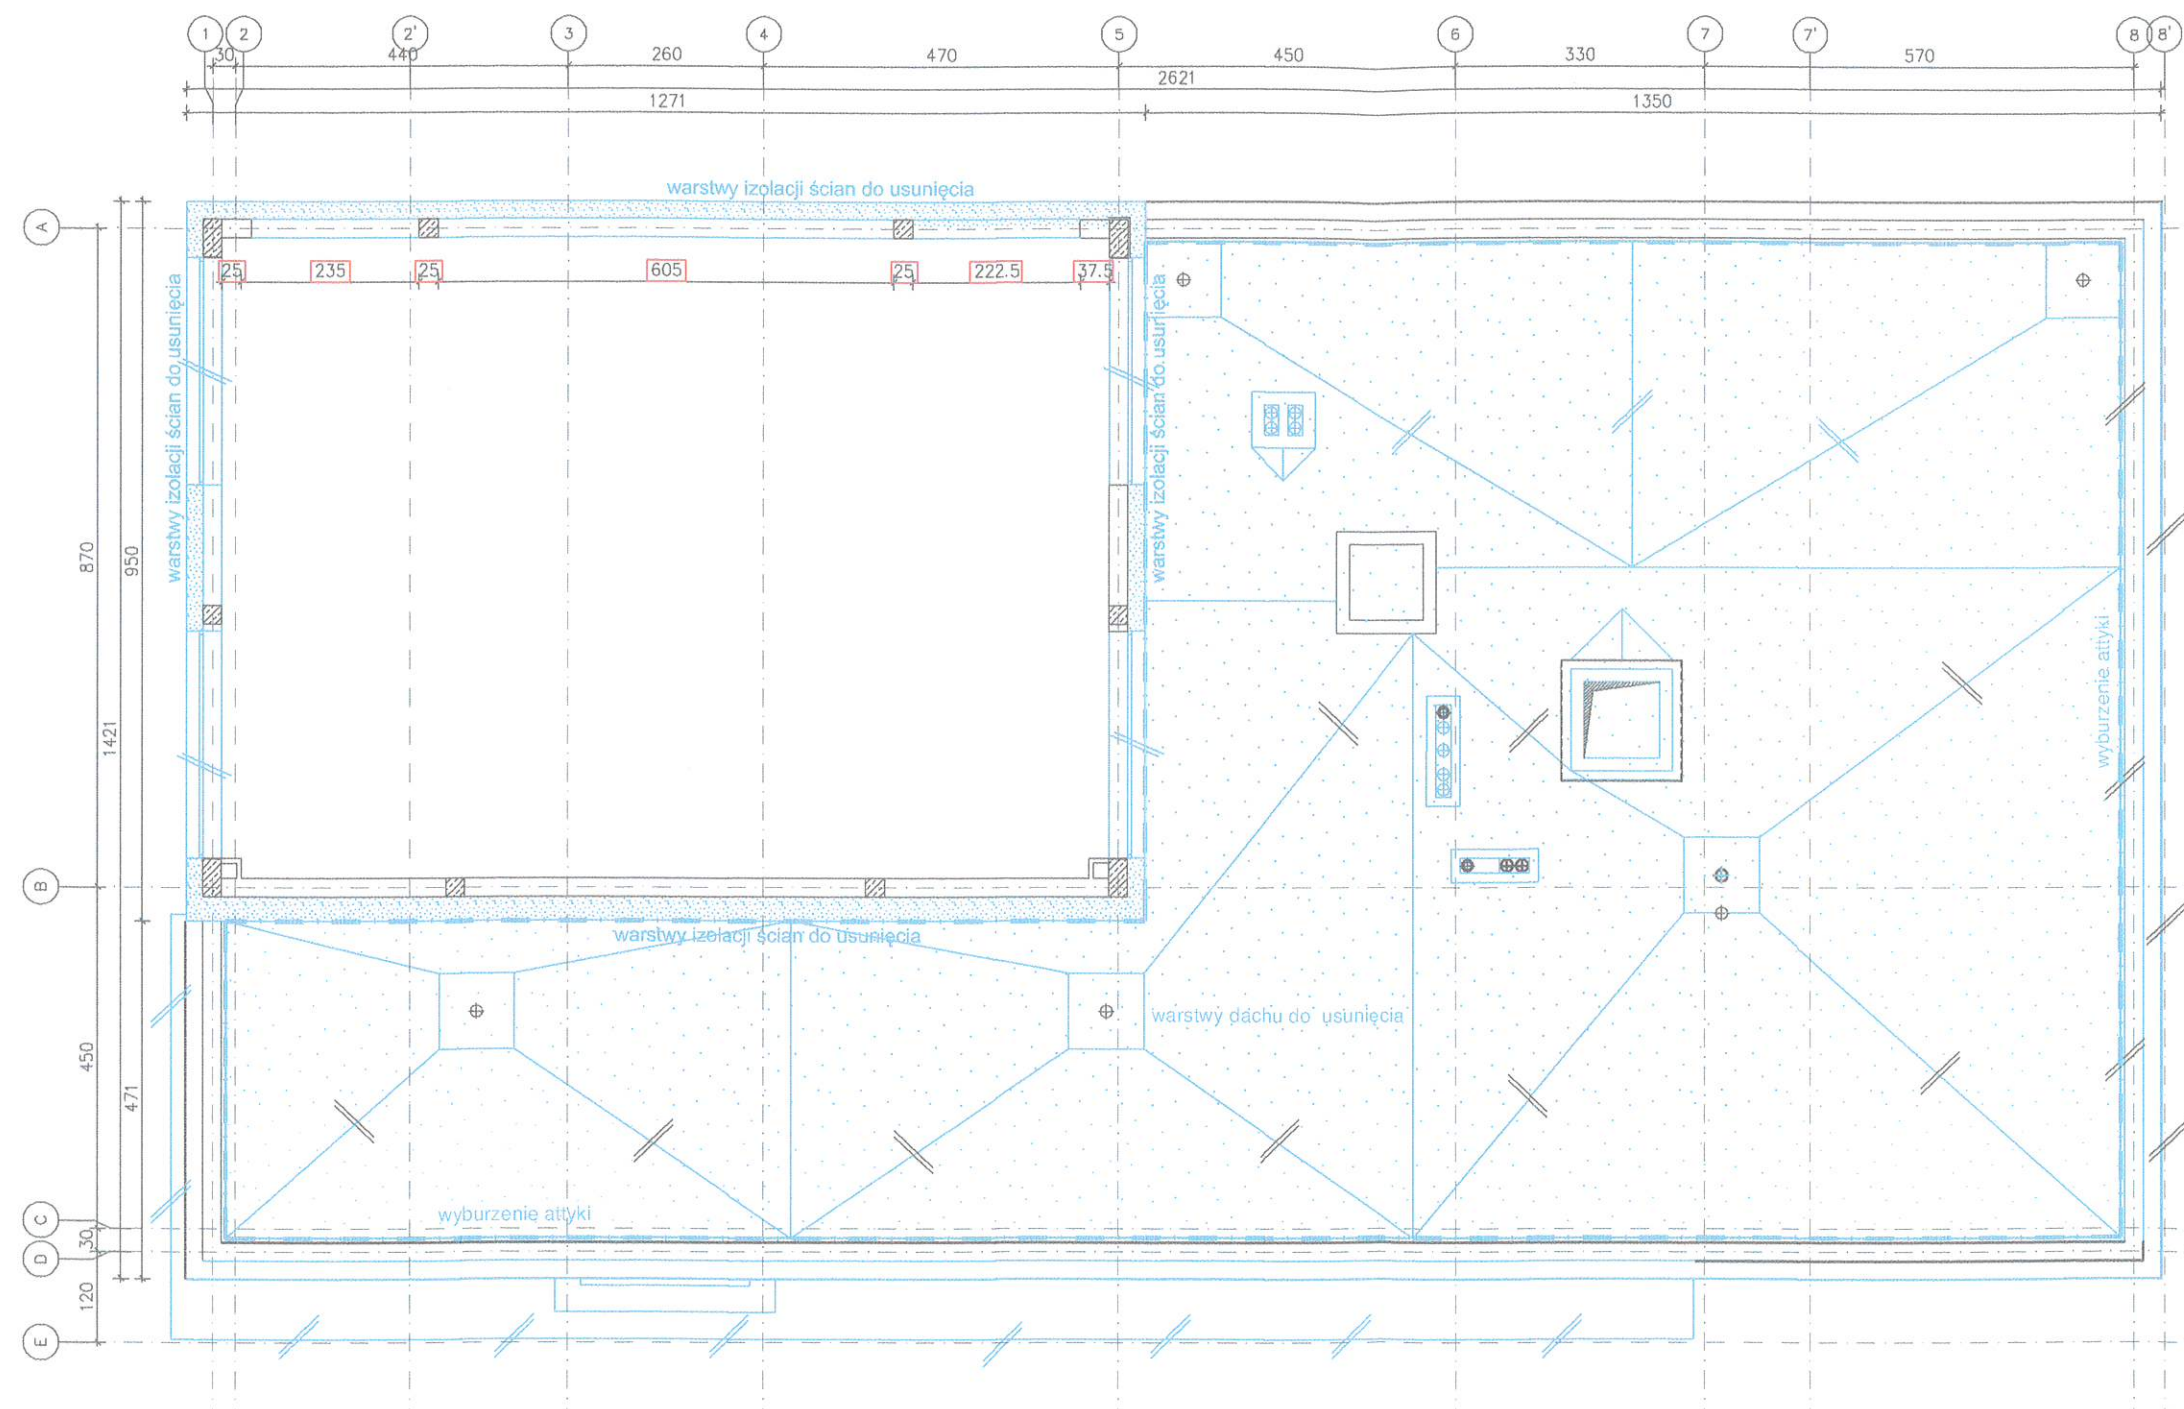 1 2 2' 3 4 5 6 7 7' 8 8'
30 440 260 470 450 330 570
2621
1271 1350
warstwy izolacji ścian do usunięcia
A
25 235 25 605 25 222.5 37.5
warstwy izolacji ścian do usunięcia
warstwy izolacji ścian do usunięcia
870
950
1421
wyburzenie attyki
B
warstwy izolacji ścian do usunięcia
warstwy dachu do usunięcia
450
471
wyburzenie attyki
C
30
D
120
E